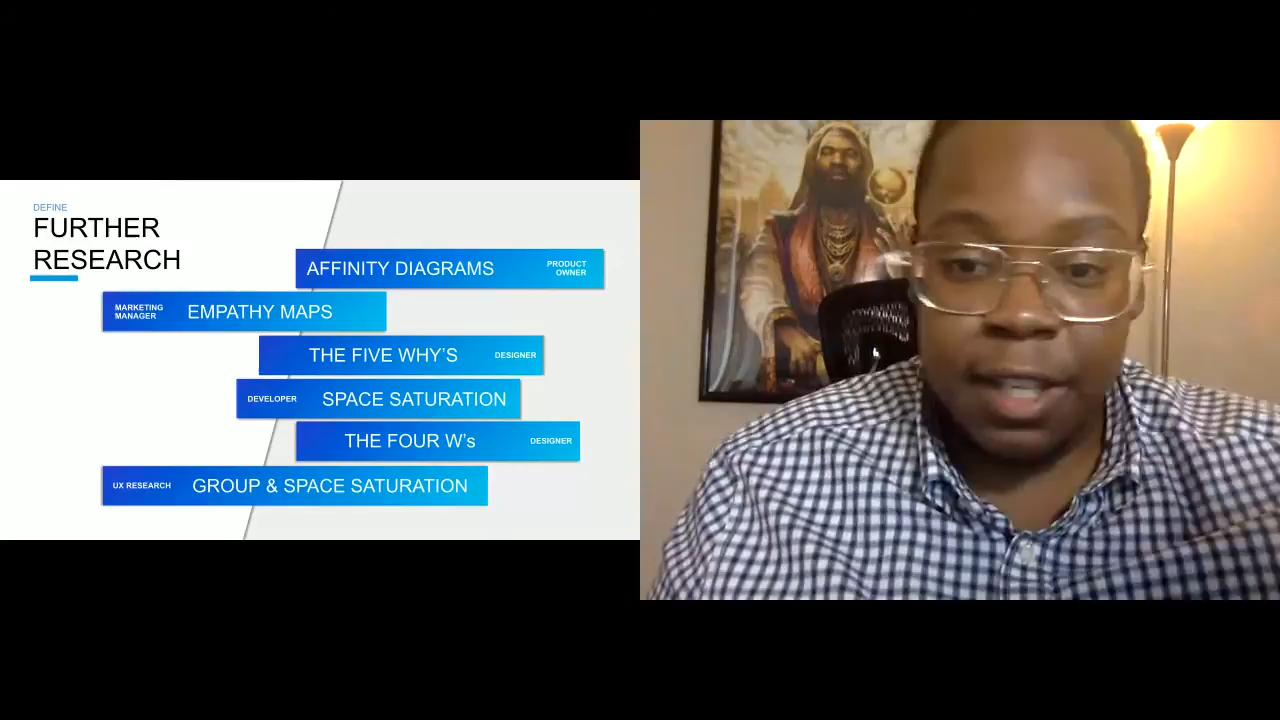 DEFINE
FURTHER
RESEARCH
AFFINITY DIAGRAMS
PRODUCT
OWNER
MARKETING
MANAGER
EMPATHY MAPS
THE FIVE WHY'S
DESIGNER
DEVELOPER
SPACE SATURATION
THE FOUR W's
DESIGNER
UX RESEARCH
GROUP & SPACE SATURATION